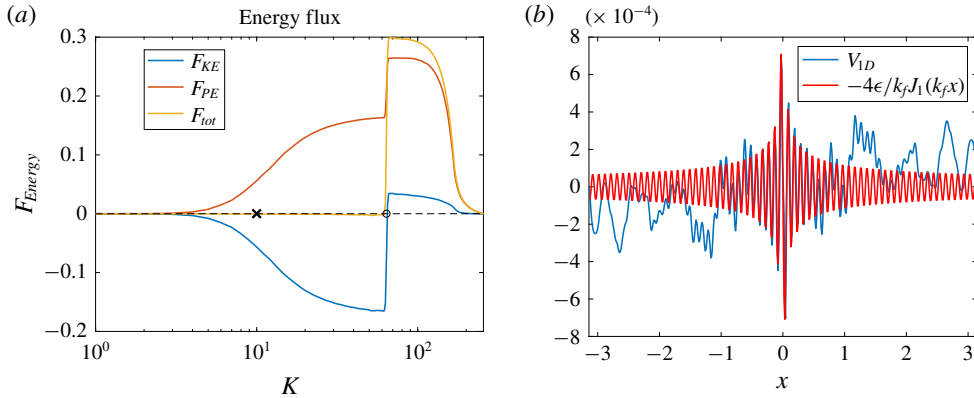 (a)
Energy flux
F_KE
F_PE
F_tot
0.3
0.2
0.1
0
−0.1
−0.2
F_Energy
10^0
10^1
10^2
K
(b)
(× 10^−4)
V_1D
−4ϵ/k_f J_1(k_f x)
8
6
4
2
0
−2
−4
−6
−8
−3
−2
−1
0
1
2
3
x